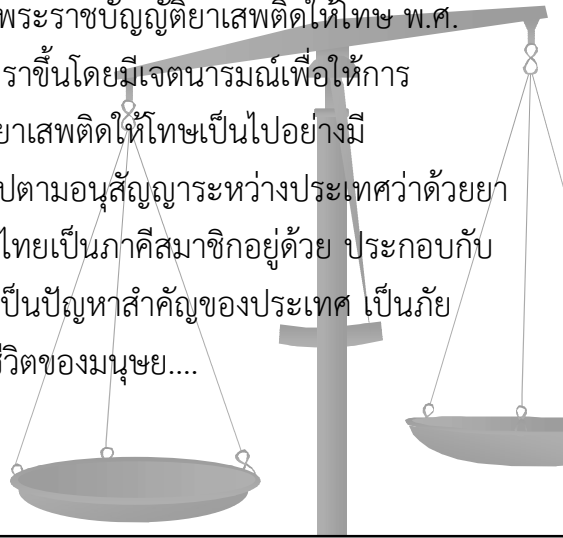 พระราชบัญญัติยาเสพติดให้โทษ พ.ศ.
ราขึ้นโดยมีเจตนารมณ์เพื่อให้การ
ยาเสพติดให้โทษเป็นไปอย่างมี
ปตามอนุสัญญาระหว่างประเทศว่าด้วยยา
ไทยเป็นภาคีสมาชิกอยู่ด้วย ประกอบกับ
ป็นปัญหาสำคัญของประเทศ เป็นภัย
ชีวิตของมนุษย....